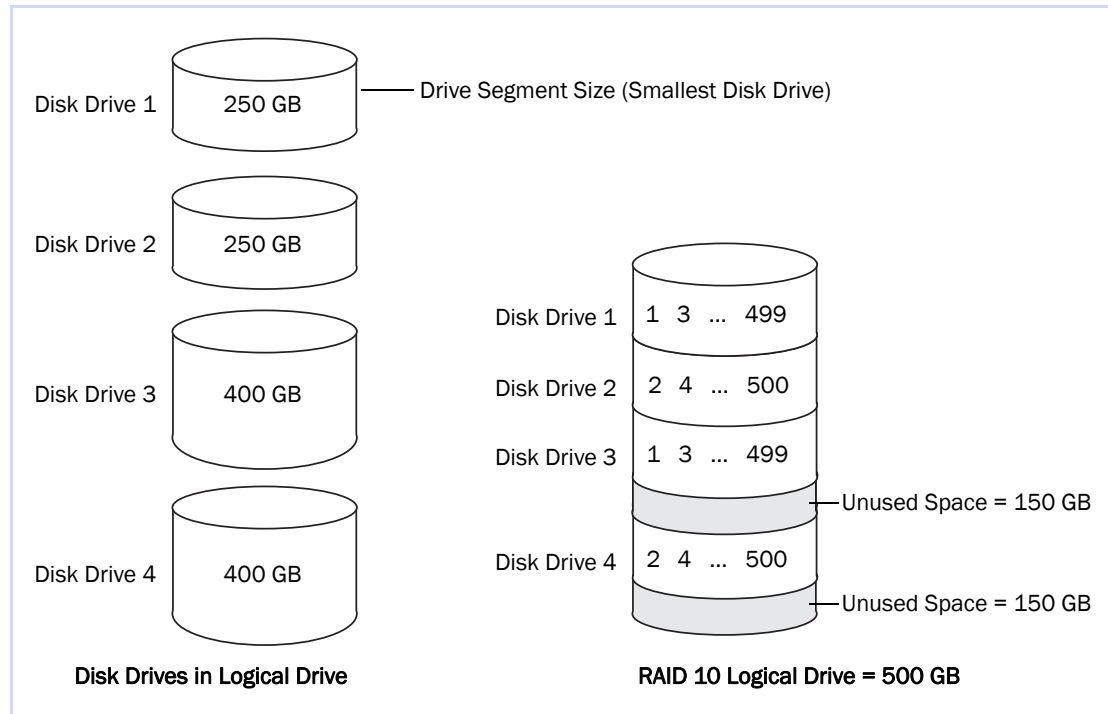 Disk Drive 1
250 GB
Drive Segment Size (Smallest Disk Drive)
Disk Drive 2
250 GB
Disk Drive 3
400 GB
Disk Drive 4
400 GB
Disk Drives in Logical Drive
Disk Drive 1
1 3 ... 499
Disk Drive 2
2 4 ... 500
Disk Drive 3
1 3 ... 499
Unused Space = 150 GB
Disk Drive 4
2 4 ... 500
Unused Space = 150 GB
RAID 10 Logical Drive = 500 GB